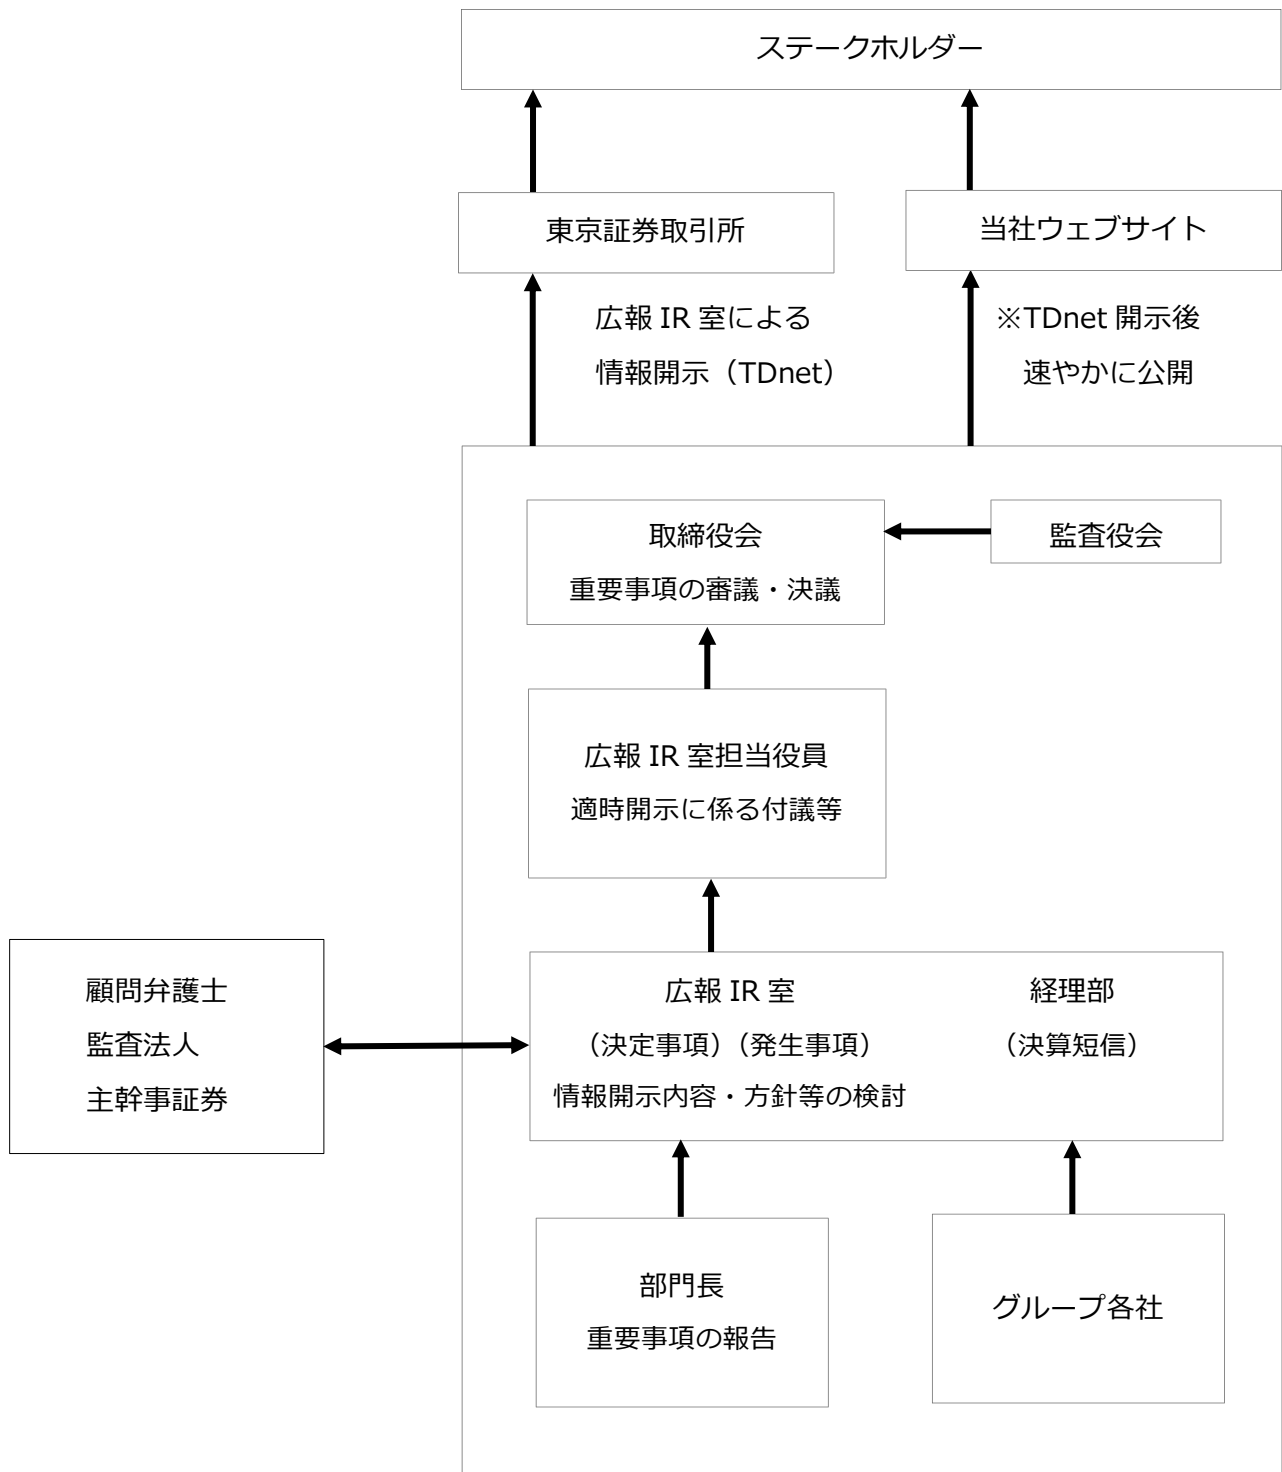 ステークホルダー
東京証券取引所
当社ウェブサイト
広報 IR 室による
情報開示（TDnet）
※TDnet 開示後
速やかに公開
取締役会
重要事項の審議・決議
監査役会
広報 IR 室担当役員
適時開示に係る付議等
顧問弁護士
監査法人
主幹事証券
広報 IR 室
（決定事項）（発生事項）
情報開示内容・方針等の検討
経理部
（決算短信）
部門長
重要事項の報告
グループ各社